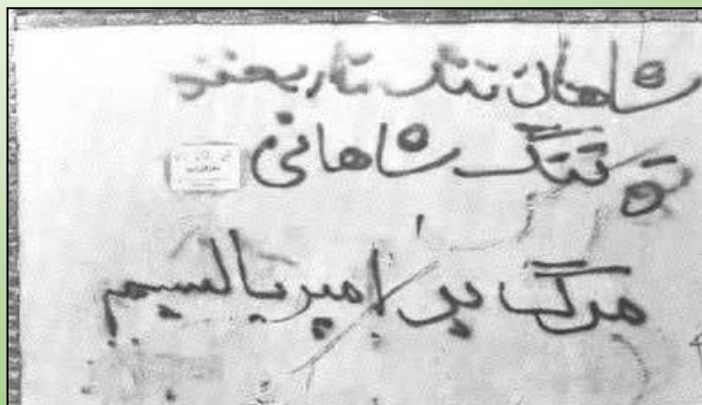 شاهان ننگ تاریخند
تو ننگ شاهانی
مرگ بر امپریالیسم